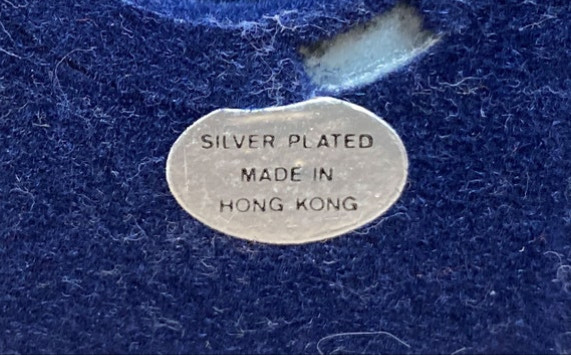 SILVER PLATED
MADE IN
HONG KONG